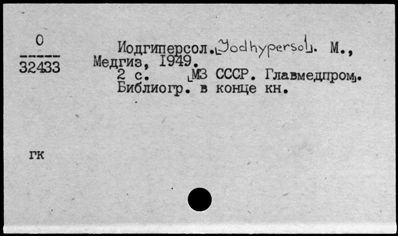 0
32433
Иодгиперсол. [Jodhypersol]. М.,
Медгиз, 1949.
2 с. [МЗ СССР. Главмедпром].
Библиогр. в конце кн.
гк